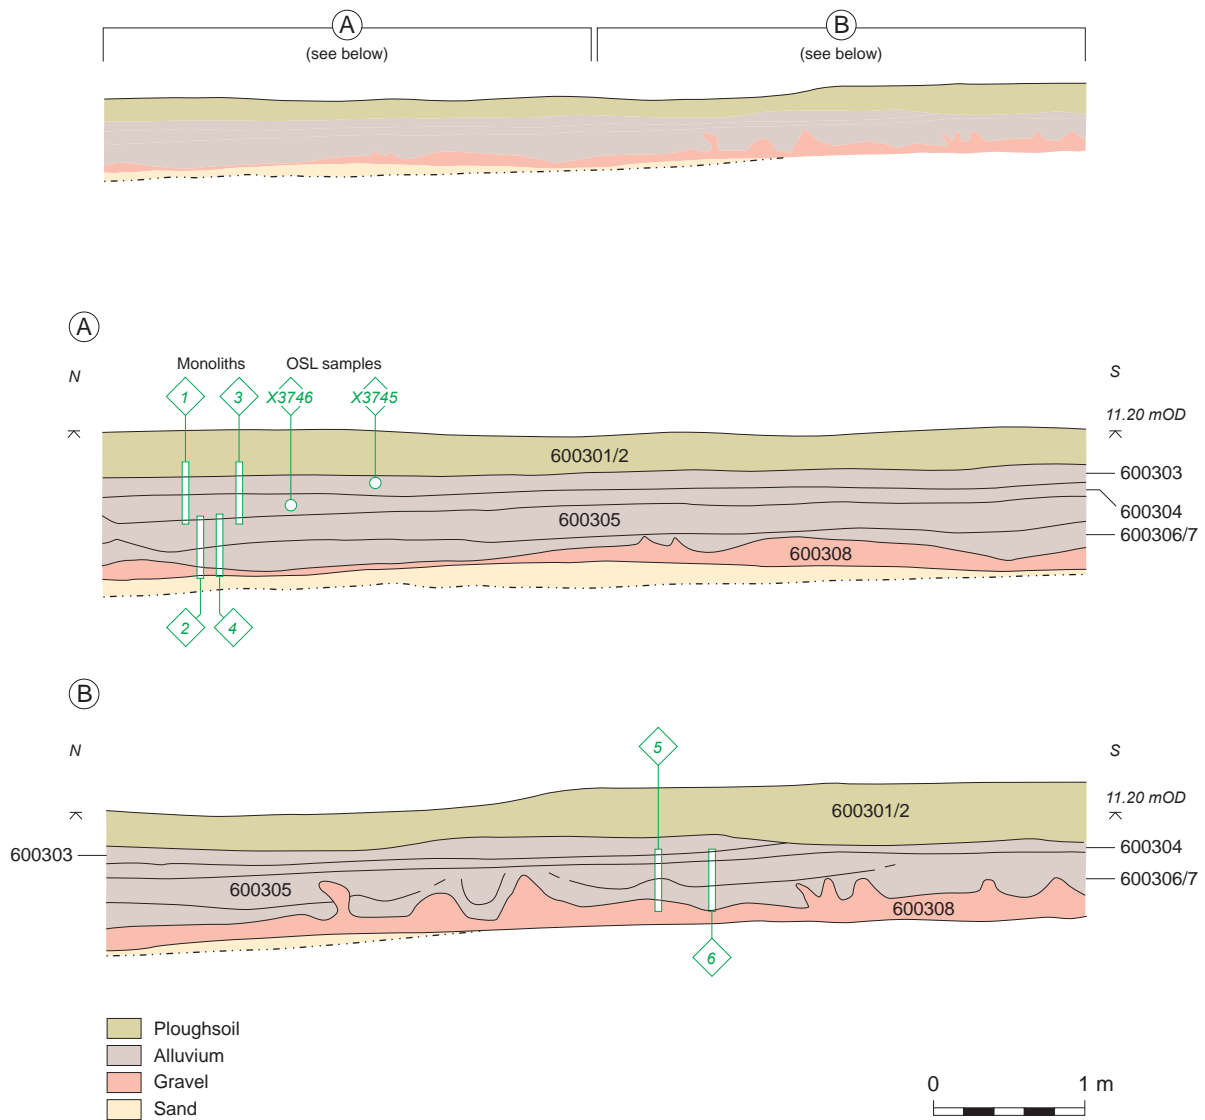 A B
(see below) (see below)
A
Monoliths OSL samples
N S
1 3 X3746 X3745
11.20 mOD
600301/2
600303
600304
600305
600306/7
600308
2 4
B
N S
5
11.20 mOD
600301/2
600303 600304
600306/7
600305
600308
6
Ploughsoil
Alluvium
Gravel
Sand
0 1 m